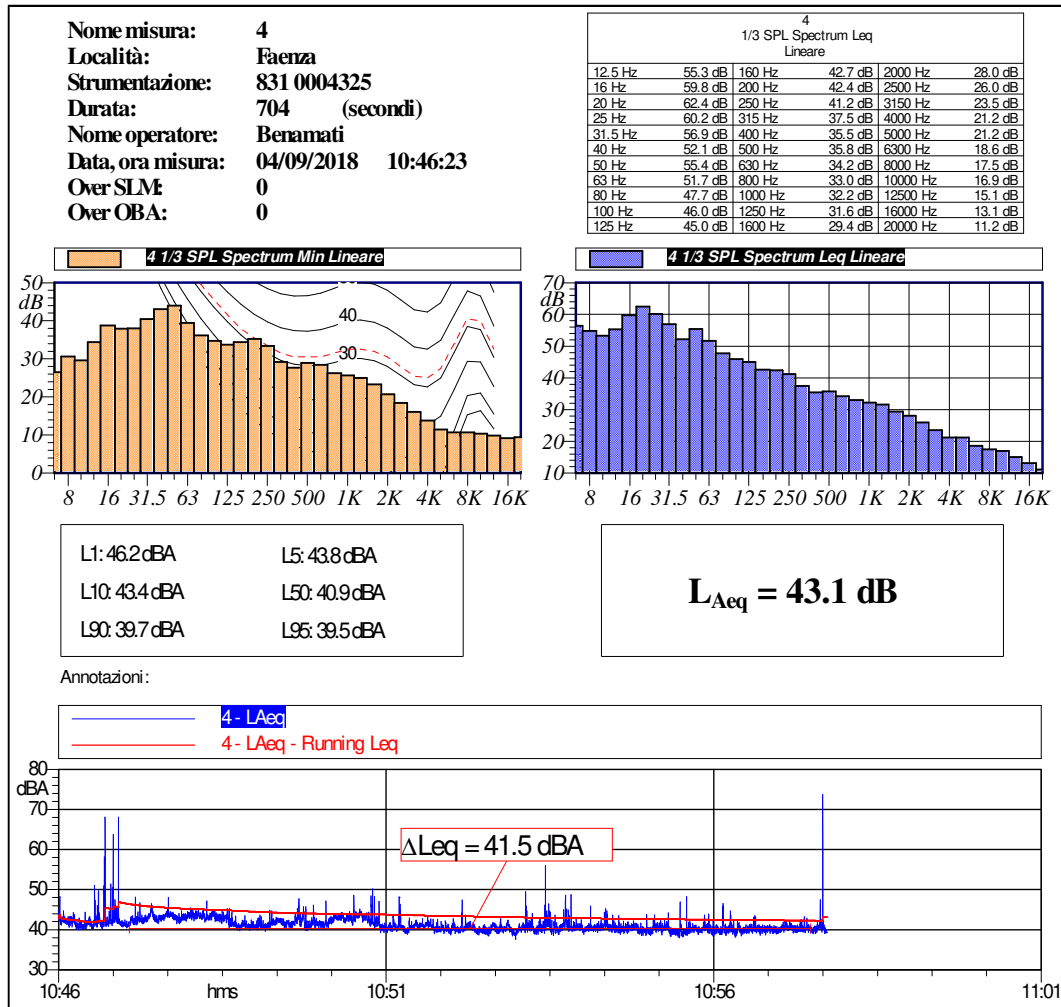 Nome misura: 4
Località: Faenza
Strumentazione: 831 0004325
Durata: 704 (secondi)
Nome operatore: Benamati
Data, ora misura: 04/09/2018 10:46:23
Over SLM: 0
Over OBA: 0
4
1/3 SPL Spectrum Leq
Lineare
12.5 Hz 55.3 dB 160 Hz 42.7 dB 2000 Hz 28.0 dB
16 Hz 59.8 dB 200 Hz 42.4 dB 2500 Hz 26.0 dB
20 Hz 62.4 dB 250 Hz 41.2 dB 3150 Hz 23.5 dB
25 Hz 60.2 dB 315 Hz 37.5 dB 4000 Hz 21.2 dB
31.5 Hz 56.9 dB 400 Hz 35.5 dB 5000 Hz 21.2 dB
40 Hz 52.1 dB 500 Hz 35.8 dB 6300 Hz 18.6 dB
50 Hz 55.4 dB 630 Hz 34.2 dB 8000 Hz 17.5 dB
63 Hz 51.7 dB 800 Hz 33.0 dB 10000 Hz 16.9 dB
80 Hz 47.7 dB 1000 Hz 32.2 dB 12500 Hz 15.1 dB
100 Hz 46.0 dB 1250 Hz 31.6 dB 16000 Hz 13.1 dB
125 Hz 45.0 dB 1600 Hz 29.4 dB 20000 Hz 11.2 dB
4 1/3 SPL Spectrum Min Lineare
50
dB
40
30
20
10
0
40
30
8 16 31.5 63 125 250 500 1K 2K 4K 8K 16K
4 1/3 SPL Spectrum Leq Lineare
70
dB
60
50
40
30
20
10
8 16 31.5 63 125 250 500 1K 2K 4K 8K 16K
L1: 46.2 dBA L5: 43.8 dBA
L10: 43.4 dBA L50: 40.9 dBA
L90: 39.7 dBA L95: 39.5 dBA
LAeq = 43.1 dB
Annotazioni:
4 - LAeq
4 - LAeq - Running Leq
80
dBA
70
60
50
40
30
ΔLeq = 41.5 dBA
10:46 hms 10:51 10:56 11:01